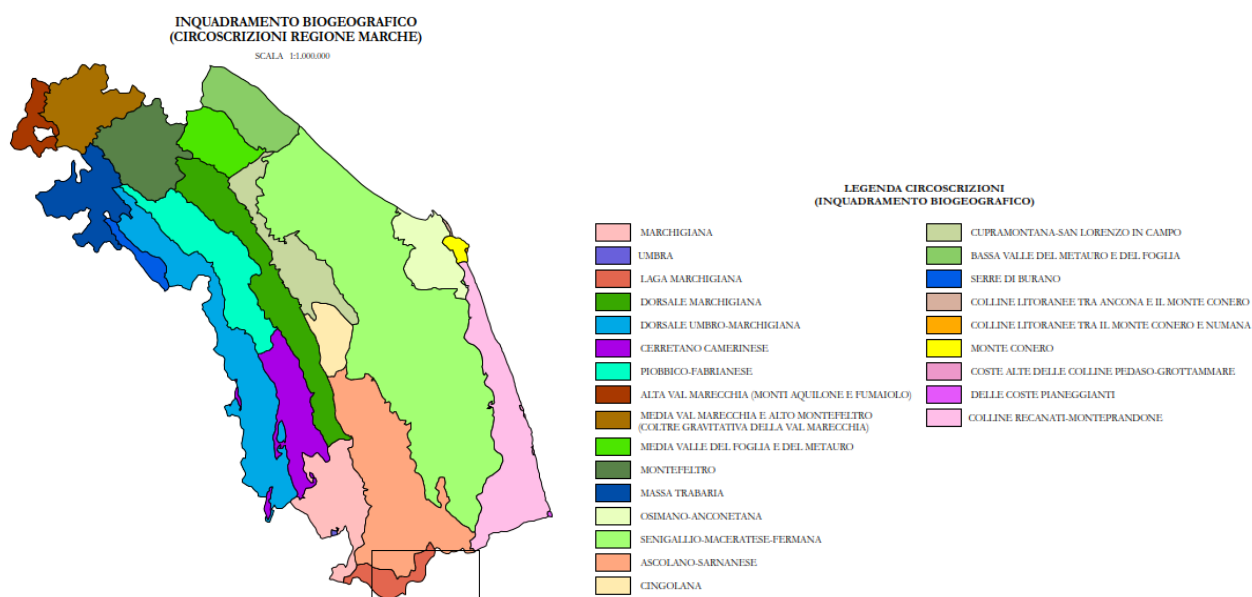 INQUADRAMENTO BIOGEOGRAFICO
(CIRCOSCRIZIONI REGIONE MARCHE)
SCALA 1:1.000.000
LEGENDA CIRCOSCRIZIONI
(INQUADRAMENTO BIOGEOGRAFICO)
MARCHIGIANA
UMBRA
LAGA MARCHIGIANA
DORSALE MARCHIGIANA
DORSALE UMBRO-MARCHIGIANA
CERRETANO CAMERINESE
PIOBBICO-FABRIANESE
ALTA VAL MARECCHIA (MONTI AQUILONE E FUMAIOLO)
MEDIA VAL MARECCHIA E ALTO MONTEFELTRO
(COLTRE GRAVITATIVA DELLA VAL MARECCHIA)
MEDIA VALLE DEL FOGLIA E DEL METAURO
MONTEFELTRO
MASSA TRABARIA
OSIMANO-ANCONETANA
SENIGALLIO-MACERATESE-FERMANA
ASCOLANO-SARNANESE
CINGOLANA
CUPRAMONTANA-SAN LORENZO IN CAMPO
BASSA VALLE DEL METAURO E DEL FOGLIA
SERRE DI BURANO
COLLINE LITORANEE TRA ANCONA E IL MONTE CONERO
COLLINE LITORANEE TRA IL MONTE CONERO E NUMANA
MONTE CONERO
COSTE ALTE DELLE COLLINE PEDASO-GROTTAMMARE
DELLE COSTE PIANEGGIANTI
COLLINE RECANATI-MONTEPRANDONE